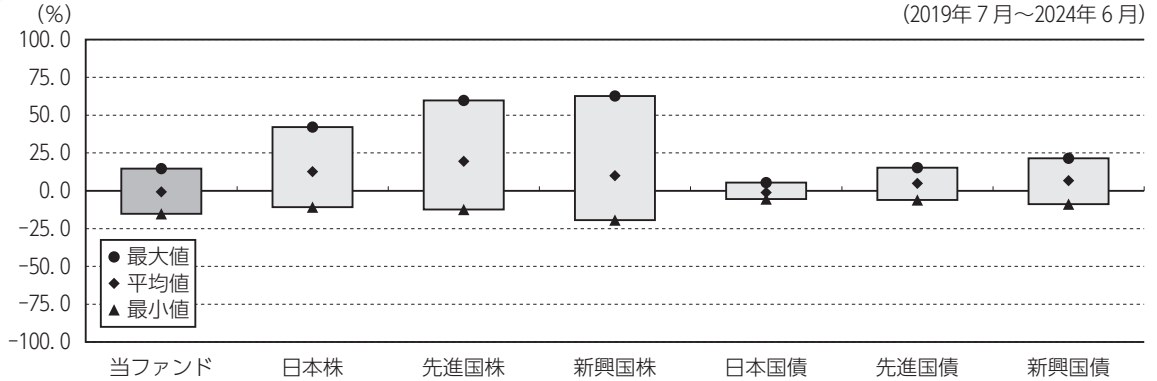 (%)
(2019年7月～2024年6月)
100.0
75.0
50.0
25.0
0.0
-25.0
-50.0
-75.0
-100.0
●最大値
◆平均値
▲最小値
当ファンド 日本株 先進国株 新興国株 日本国債 先進国債 新興国債